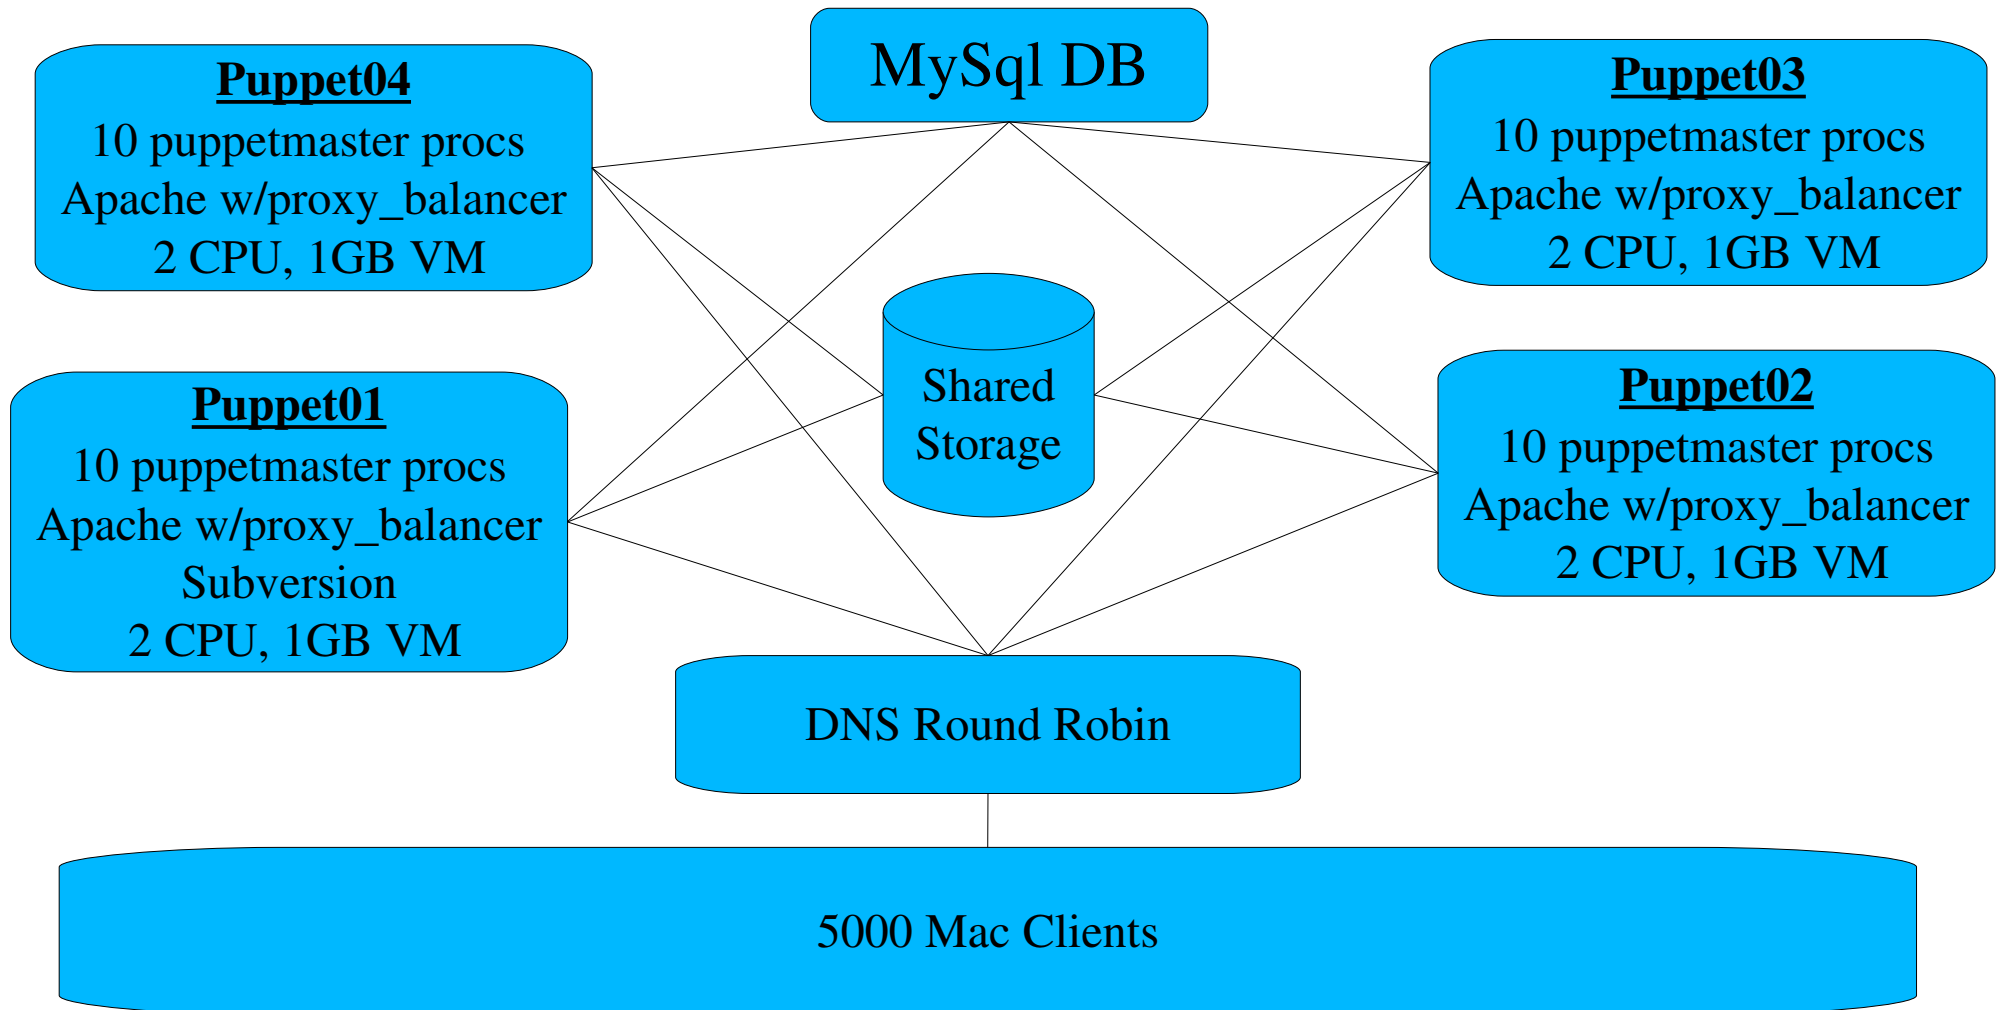 MySql DB
Puppet04
10 puppetmaster procs
Apache w/proxy_balancer
2 CPU, 1GB VM
Puppet03
10 puppetmaster procs
Apache w/proxy_balancer
2 CPU, 1GB VM
Shared
Storage
Puppet01
10 puppetmaster procs
Apache w/proxy_balancer
Subversion
2 CPU, 1GB VM
Puppet02
10 puppetmaster procs
Apache w/proxy_balancer
2 CPU, 1GB VM
DNS Round Robin
5000 Mac Clients